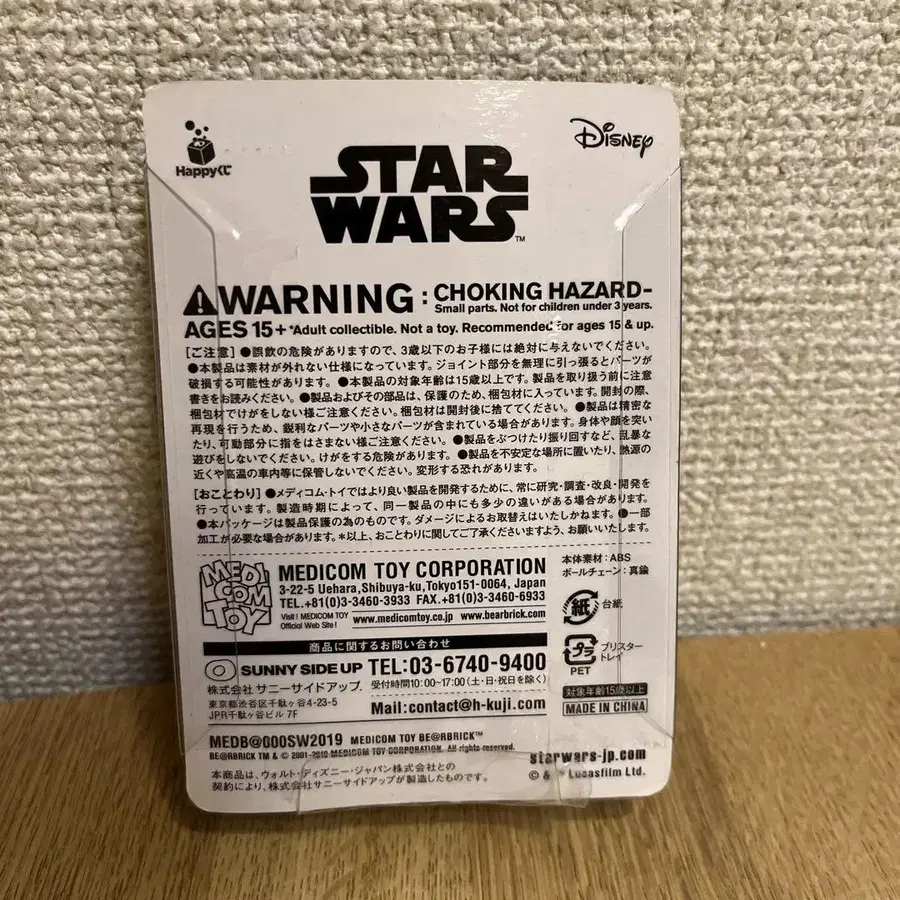 Happyくじ
Disney
STAR
WARS™
WARNING : CHOKING HAZARD-
Small parts. Not for children under 3 years.
AGES 15+ *Adult collectible. Not a toy. Recommended for ages 15 & up.
[ご注意] ●誤飲の危険がありますので、3歳以下のお子様には絶対に与えないでください。
●本製品は素材が外れない仕様になっています。ジョイント部分を無理に引っ張るとパーツが
破損する可能性があります。 ●本製品の対象年齢は15歳以上です。製品を取り扱う前に注意
書きをお読みください。 ●製品およびその部品は、保護のため、梱包材に入っています。開封の際、
梱包材でけがをしない様ご注意ください。梱包材は開封後に捨ててください。 ●製品は精密な
再現を行うため、鋭利なパーツや小さなパーツが含まれている場合があります。身体や顔を突い
たり、可動部分に指をはさまない様ご注意ください。 ●製品をぶつけたり振り回すなど、乱暴な
遊びをしないでください。けがをする危険があります。 ●製品を不安定な場所に置いたり、熱源の
近くや高温の車内等に保管しないでください。変形する恐れがあります。
[おことわり] ●メディコム・トイではより良い製品を開発するために、常に研究・調査・改良・開発を
行っています。製造時期によって、同一製品の中にも多少の違いがある場合があります。
●本パッケージは製品保護の為のものです。ダメージによるお取替えはいたしかねます。 ●一部
加工が必要な場合があります。*以上、おことわりに関してご了承くださいますよう、お願いいたします。
MEDI
COM
TOY
MEDICOM TOY CORPORATION
3-22-5 Uehara,Shibuya-ku,Tokyo151-0064, Japan
TEL.+81(0)3-3460-3933 FAX.+81(0)3-3460-6933
Visit! MEDICOM TOY
Official Web Site!
www.medicomtoy.co.jp www.bearbrick.com
本体素材:ABS
ボールチェーン:真鍮
紙 台紙
プラ ブリスター
トレイ
PET
対象年齢15歳以上
MADE IN CHINA
商品に関するお問い合わせ
SUNNY SIDE UP TEL:03-6740-9400
株式会社 サニーサイドアップ 受付時間10:00~17:00(土・日・祝日を除く)
東京都渋谷区千駄ヶ谷4-23-5
JPR千駄ヶ谷ビル 7F
Mail:contact@h-kuji.com
MEDB@000SW2019 MEDICOM TOY BE@RBRICK™
BE@RBRICK TM & © 2001-2019 MEDICOM TOY CORPORATION. All rights reserved.
本商品は、ウォルト・ディズニー・ジャパン株式会社との
契約により、株式会社サニーサイドアップが製造したものです。
starwars-jp.com
© & ™ Lucasfilm Ltd.